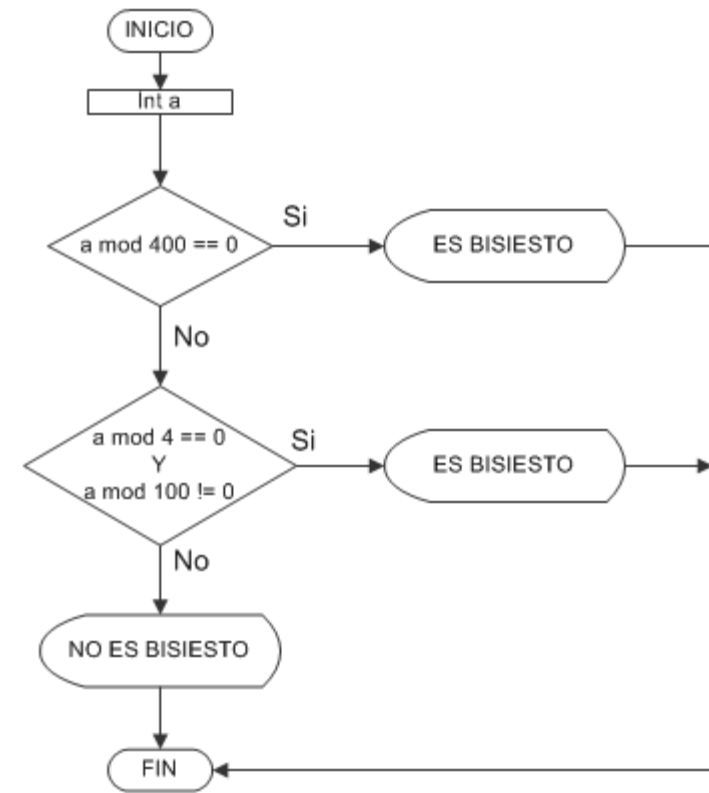 INICIO
Int a
a mod 400 == 0
Si
ES BISIESTO
No
a mod 4 == 0
Y
a mod 100 != 0
Si
ES BISIESTO
No
NO ES BISIESTO
FIN